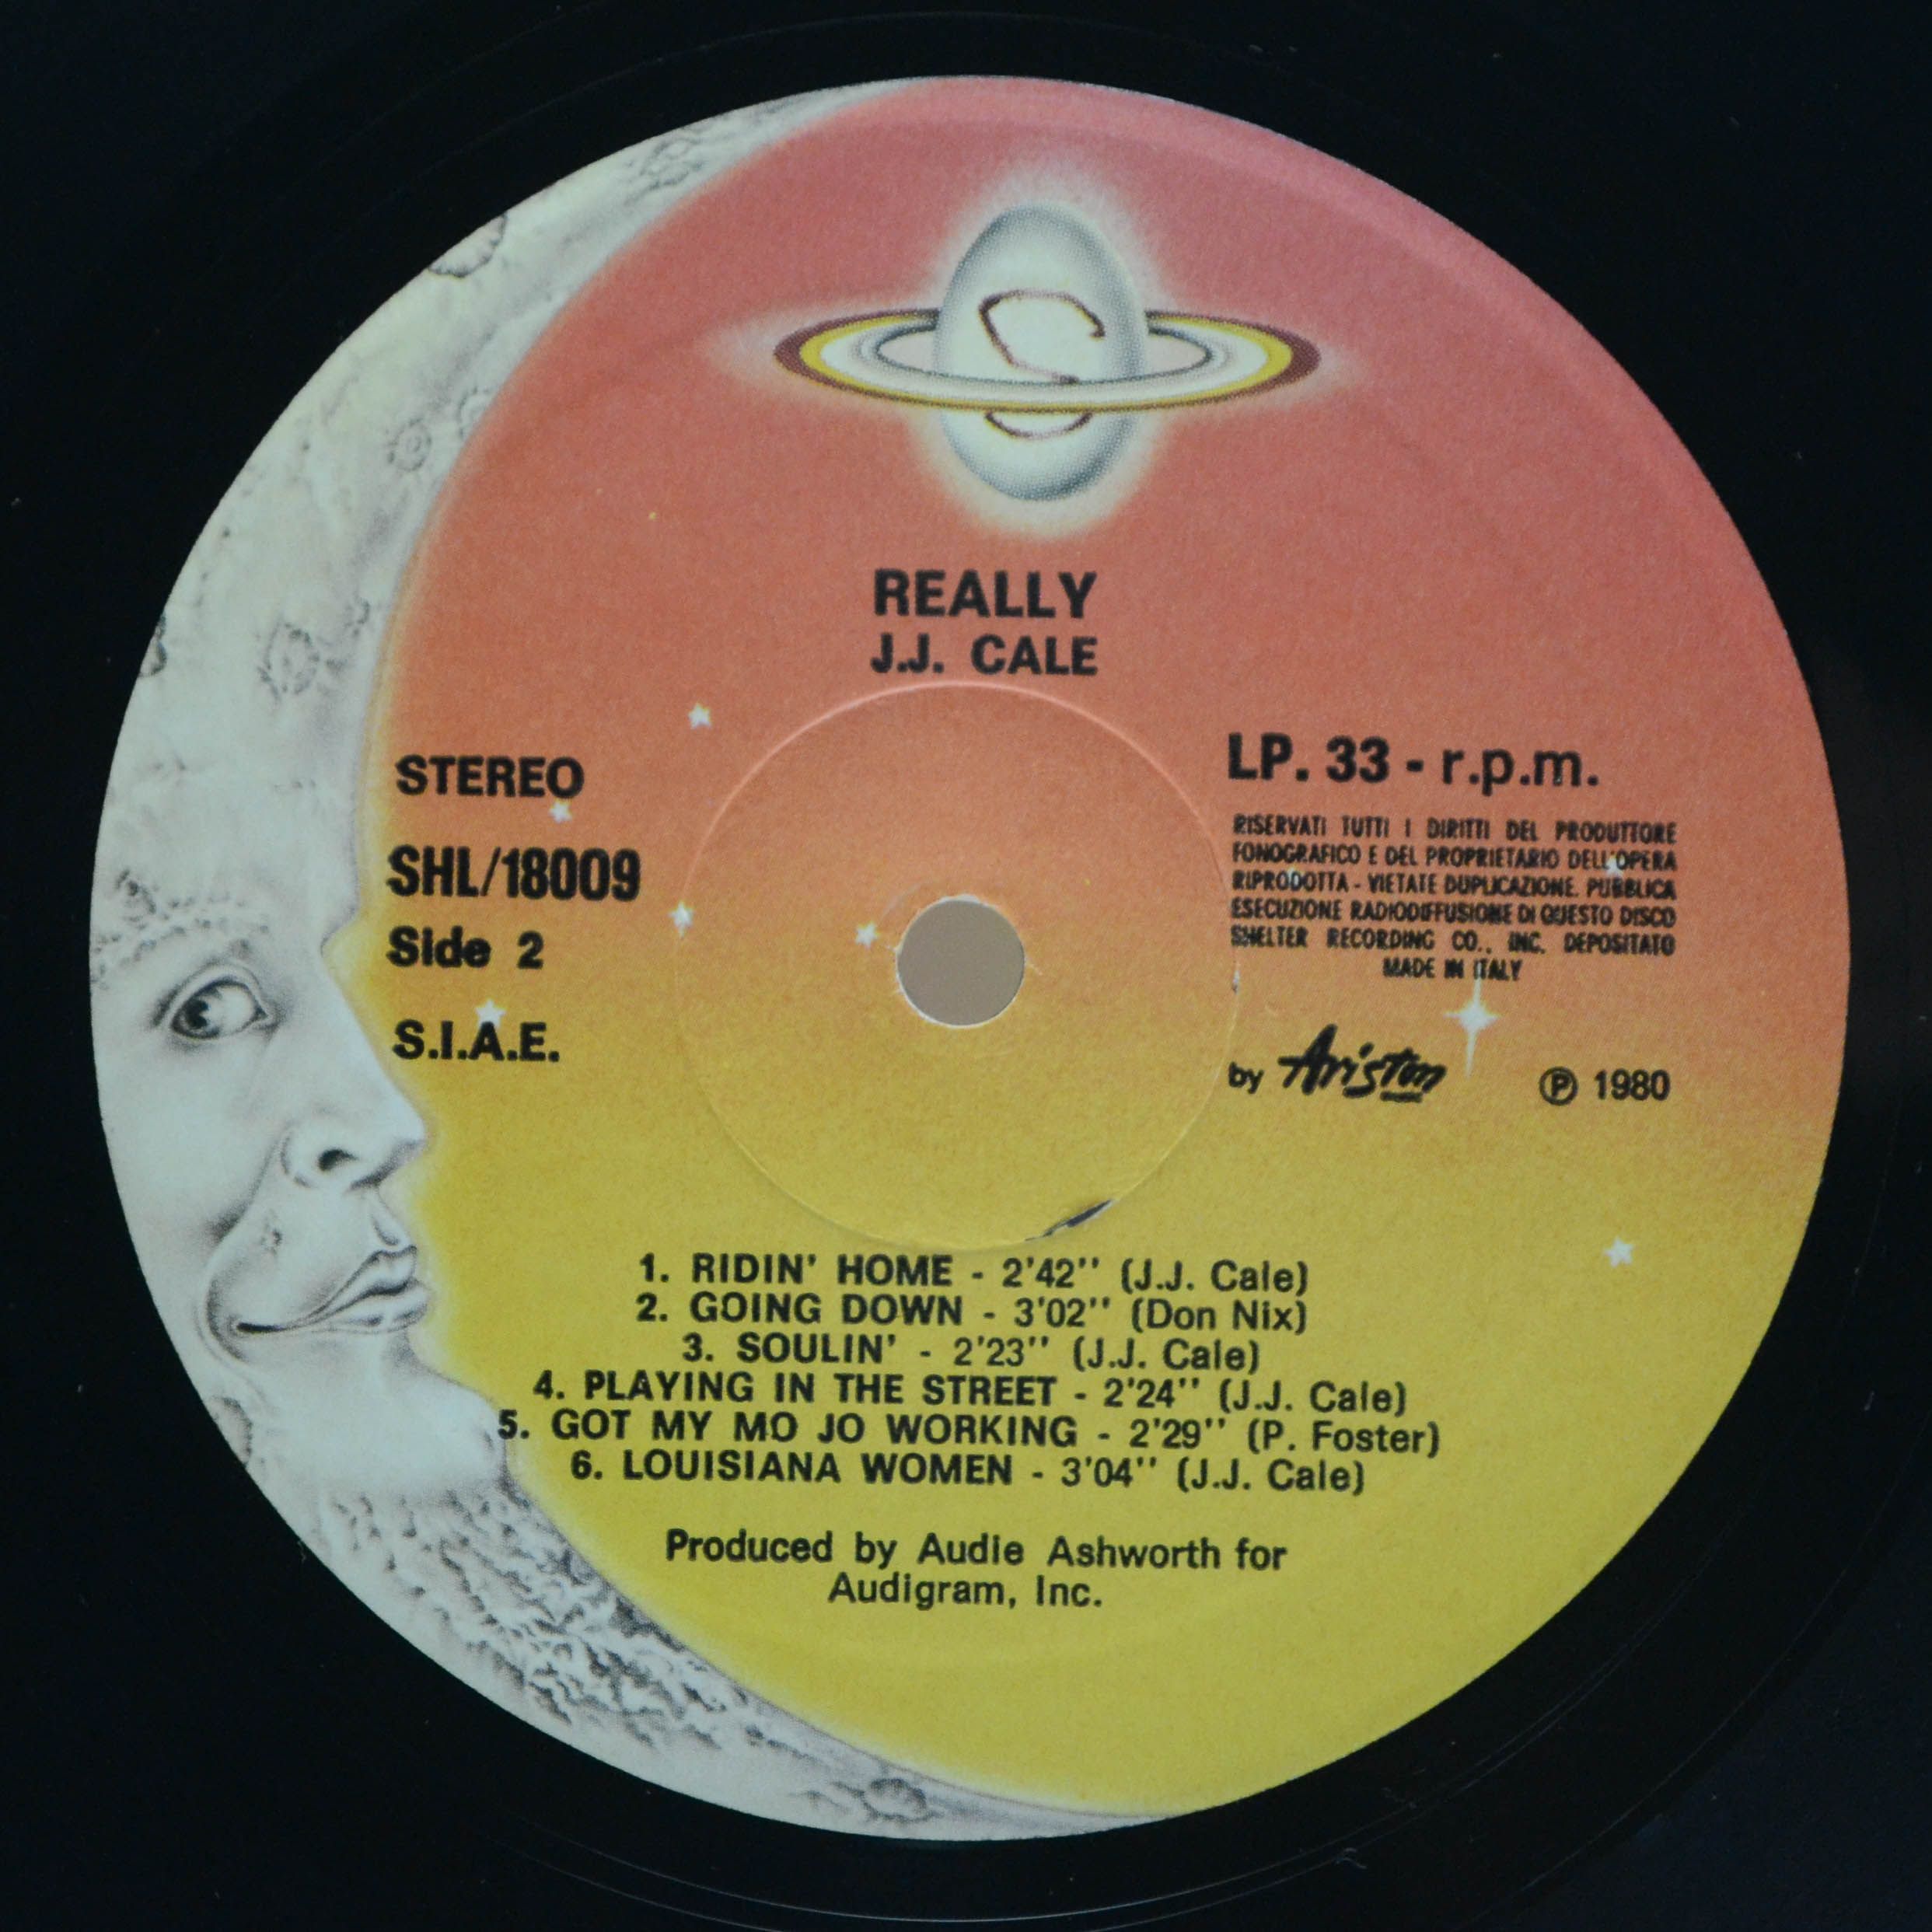 REALLY
J.J. CALE
STEREO
SHL/18009
Side 2
S.I.A.E.
LP. 33 - r.p.m.
RISERVATI TUTTI I DIRITTI DEL PRODUTTORE
FONOGRAFICO E DEL PROPRIETARIO DELL'OPERA
RIPRODOTTA - VIETATE DUPLICAZIONE. PUBBLICA
ESECUZIONE RADIODIFFUSIONE DI QUESTO DISCO
SHELTER RECORDING CO., INC. DEPOSITATO
MADE IN ITALY
by Ariston ℗ 1980
1. RIDIN' HOME - 2'42'' (J.J. Cale)
2. GOING DOWN - 3'02'' (Don Nix)
3. SOULIN' - 2'23'' (J.J. Cale)
4. PLAYING IN THE STREET - 2'24'' (J.J. Cale)
5. GOT MY MO JO WORKING - 2'29'' (P. Foster)
6. LOUISIANA WOMEN - 3'04'' (J.J. Cale)
Produced by Audie Ashworth for
Audigram, Inc.